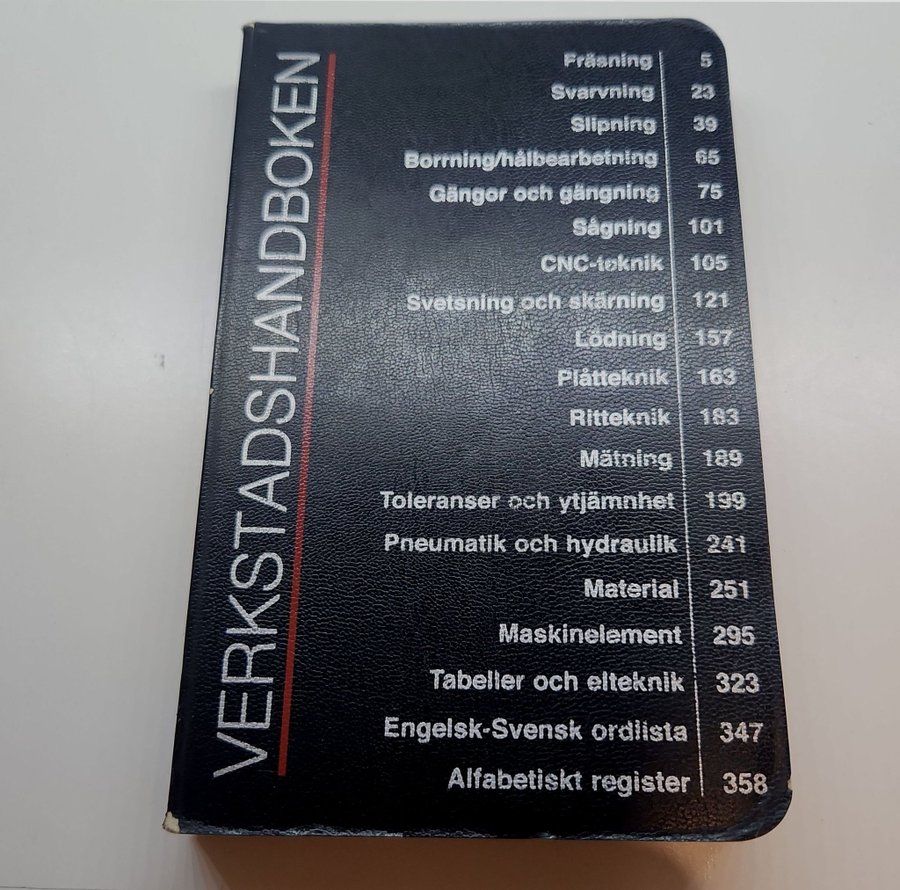 VERKSTADSHANDBOKEN
Fräsning 5
Svarvning 23
Slipning 39
Borrning/hålbearbetning 65
Gängor och gängning 75
Sågning 101
CNC-teknik 105
Svetsning och skärning 121
Lödning 157
Plåtteknik 163
Ritteknik 183
Mätning 189
Toleranser och ytjämnhet 199
Pneumatik och hydraulik 241
Material 251
Maskinelement 295
Tabeller och elteknik 323
Engelsk-Svensk ordlista 347
Alfabetiskt register 358